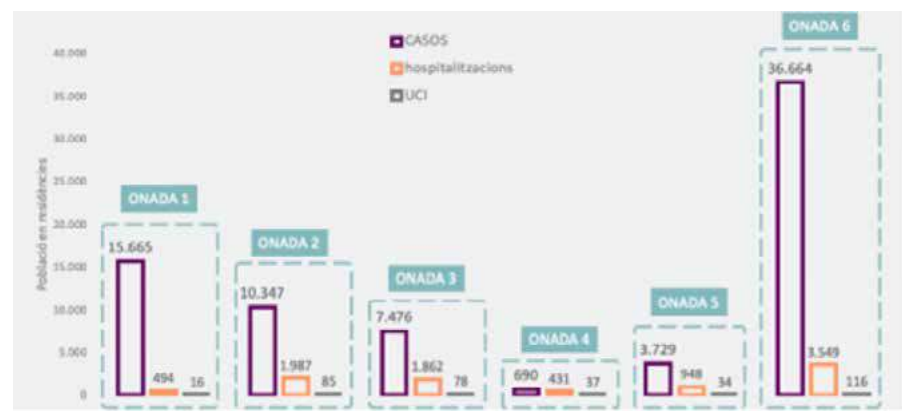 CASOS
hospitalitzacions
UCI
Població en residències
40.000
35.000
30.000
25.000
20.000
15.000
10.000
5.000
0
ONADA 1
15.665
494
16
ONADA 2
10.347
1.987
85
ONADA 3
7.476
1.862
78
ONADA 4
690
431
37
ONADA 5
3.729
948
34
ONADA 6
36.664
3.549
116